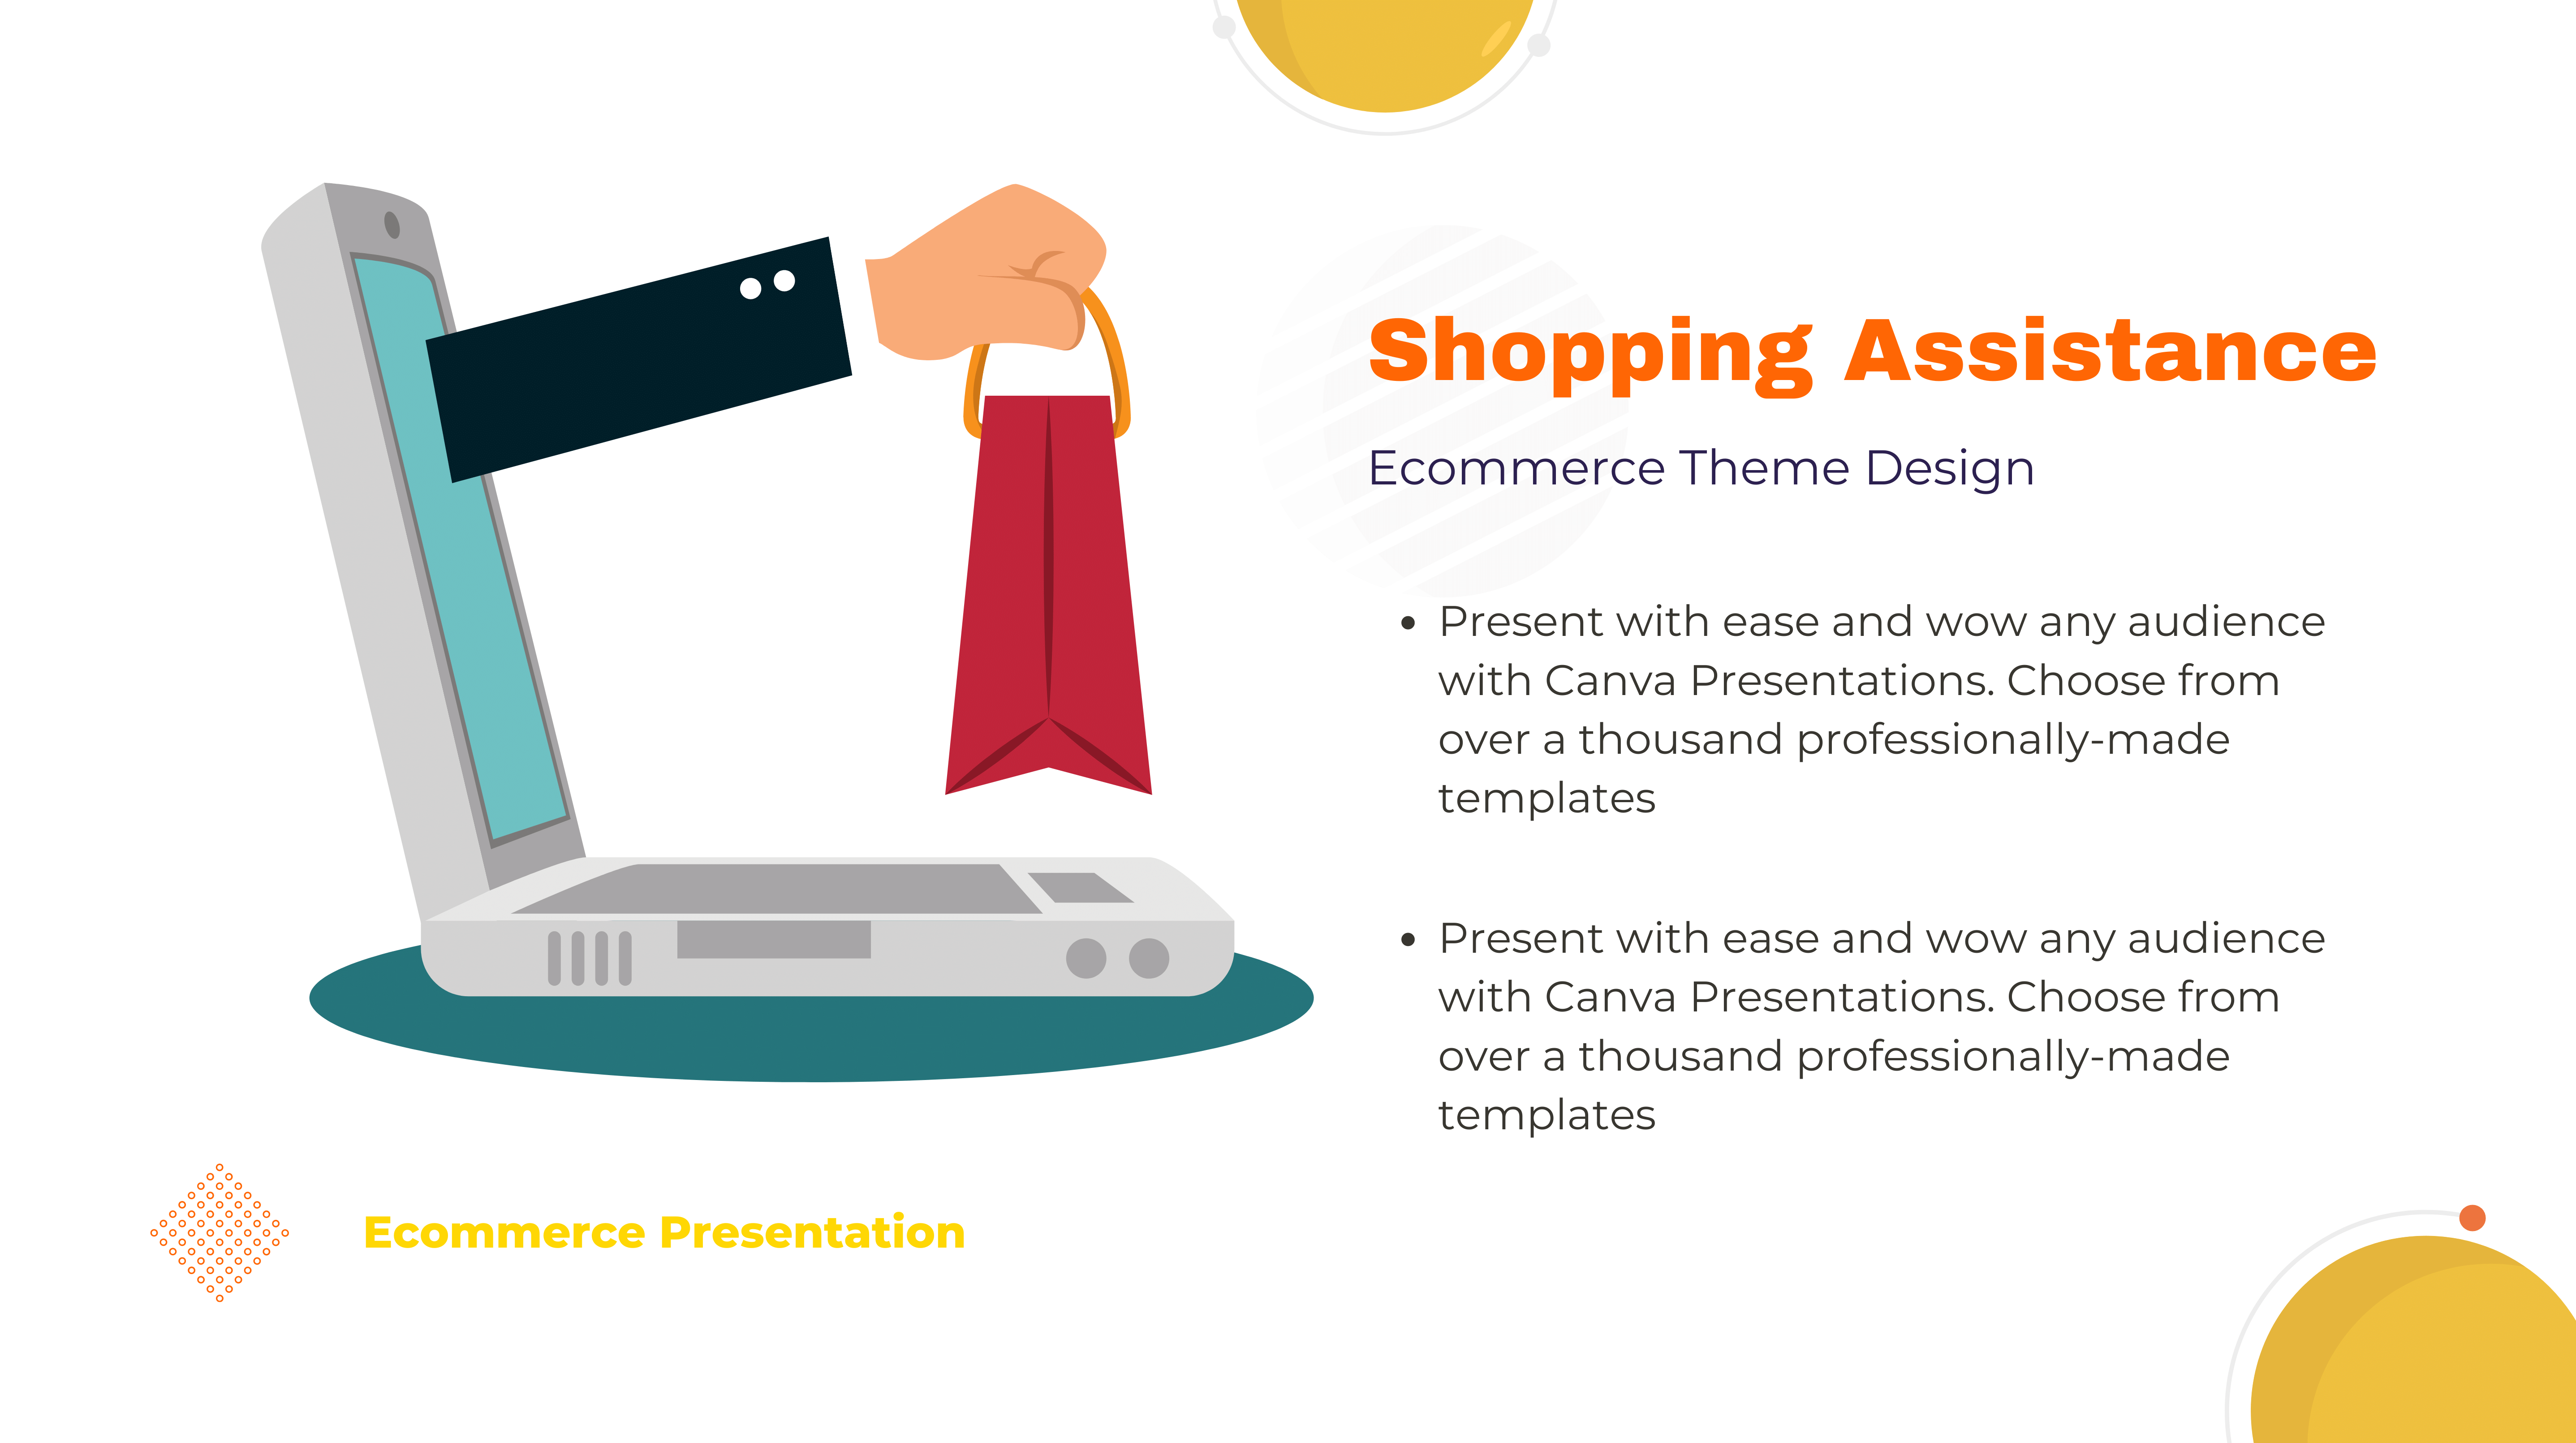 Shopping Assistance
Ecommerce Theme Design
• Present with ease and wow any audience
with Canva Presentations. Choose from
over a thousand professionally-made
templates
• Present with ease and wow any audience
with Canva Presentations. Choose from
over a thousand professionally-made
templates
Ecommerce Presentation